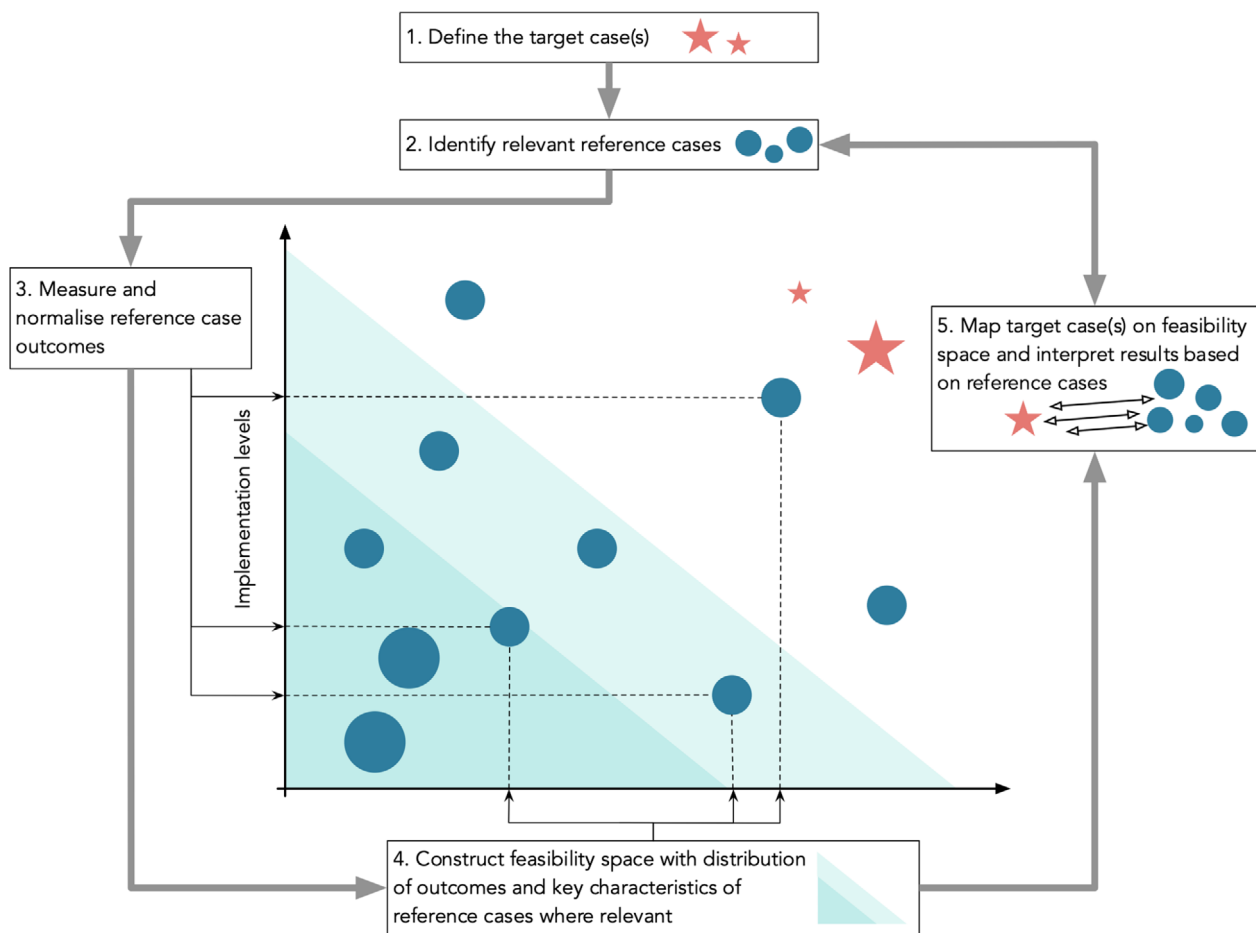 1. Define the target case(s)
2. Identify relevant reference cases
3. Measure and
normalise reference case
outcomes
Implementation levels
5. Map target case(s) on feasibility
space and interpret results based
on reference cases
4. Construct feasibility space with distribution
of outcomes and key characteristics of
reference cases where relevant